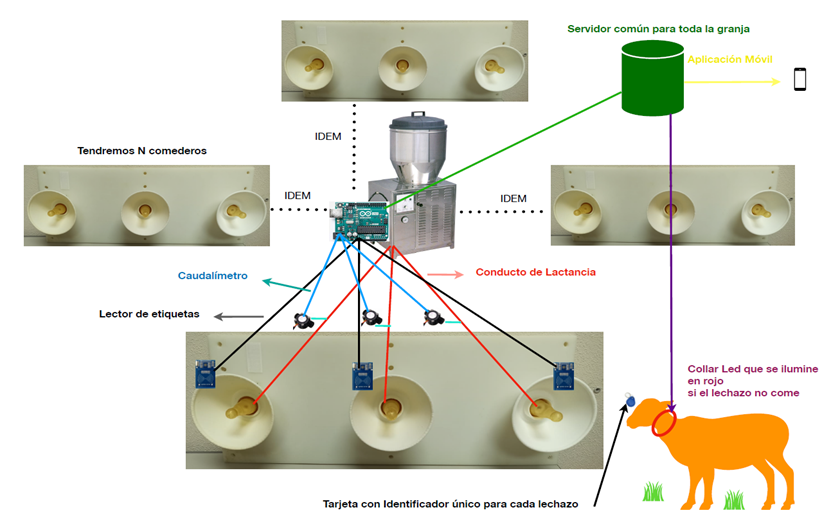 Servidor común para toda la granja
Aplicación Móvil
IDEM
Tendremos N comederos
IDEM
IDEM
ARDUINO
Caudalímetro
Conducto de Lactancia
Lector de etiquetas
Collar Led que se ilumine
en rojo
si el lechazo no come
Tarjeta con Identificador único para cada lechazo